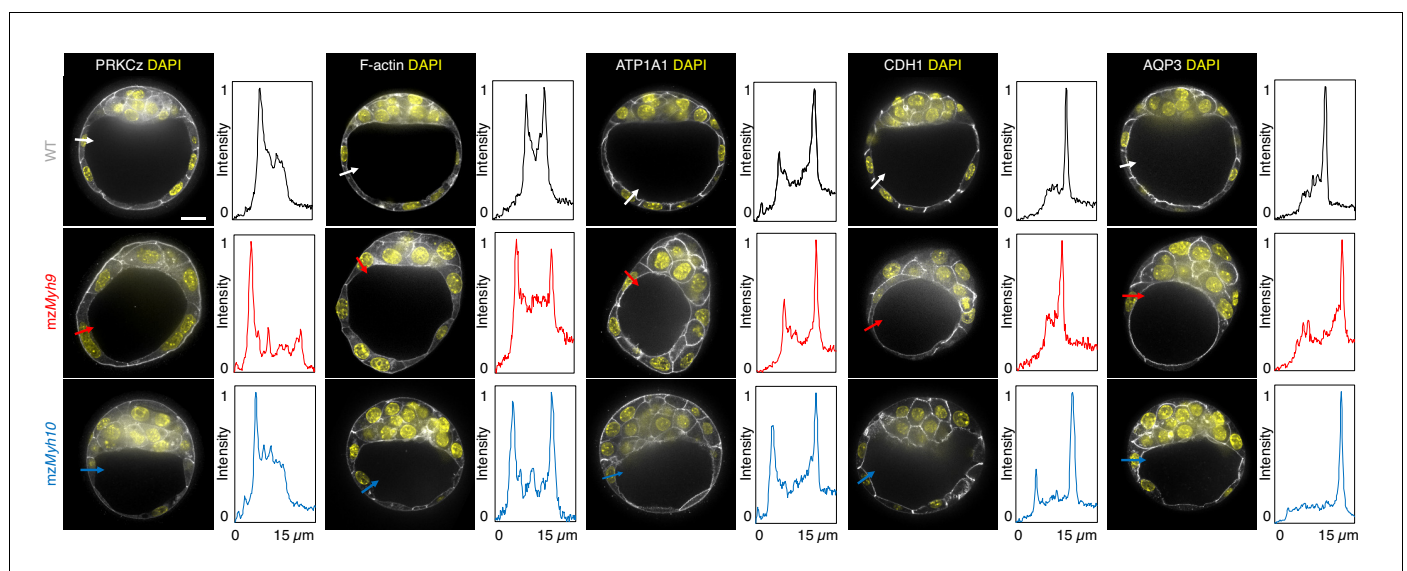 PRKCz DAPI
F-actin DAPI
ATP1A1 DAPI
CDH1 DAPI
AQP3 DAPI
WT
1
Intensity
0
1
Intensity
0
1
Intensity
0
1
Intensity
0
1
Intensity
0
mzMyh9
1
Intensity
0
1
Intensity
0
1
Intensity
0
1
Intensity
0
1
Intensity
0
mzMyh10
1
Intensity
0
1
Intensity
0
1
Intensity
0
1
Intensity
0
1
Intensity
0
0 15 µm
0 15 µm
0 15 µm
0 15 µm
0 15 µm